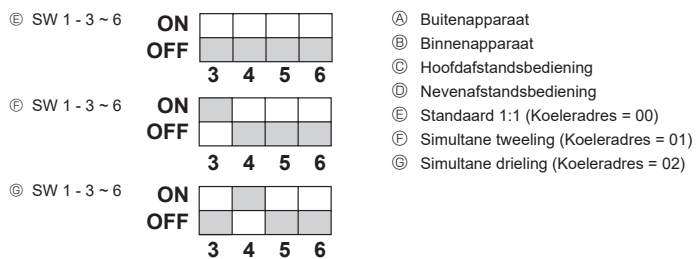 Ⓔ SW 1 - 3 ~ 6
ON
OFF
3 4 5 6
Ⓕ SW 1 - 3 ~ 6
ON
OFF
3 4 5 6
Ⓖ SW 1 - 3 ~ 6
ON
OFF
3 4 5 6
Ⓐ Buitenapparaat
Ⓑ Binnenapparaat
Ⓒ Hoofdafstandsbediening
Ⓓ Nevenafstandsbediening
Ⓔ Standaard 1:1 (Koeleradres = 00)
Ⓕ Simultane tweeling (Koeleradres = 01)
Ⓖ Simultane drieling (Koeleradres = 02)